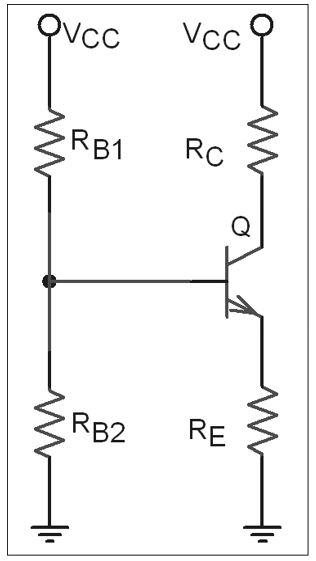 VCC VCC
RB1 RC
Q
RB2 RE